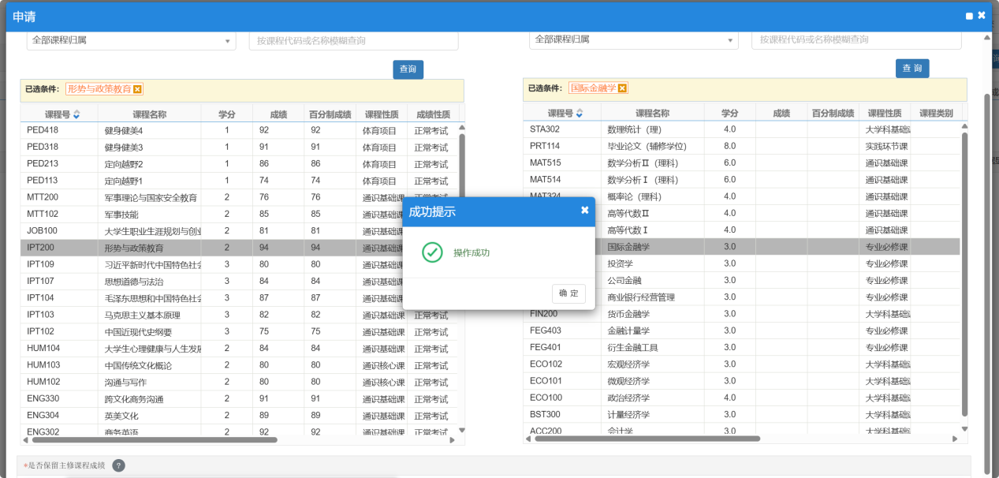 申请
全部课程归属 按课程代码或名称模糊查询
查询
已选条件: 形势与政策教育
课程号 课程名称 学分 成绩 百分制成绩 课程性质 成绩性质
PED418 健身健美4 1 92 92 体育项目 正常考试
PED318 健身健美3 1 91 91 体育项目 正常考试
PED213 定向越野2 1 86 86 体育项目 正常考试
PED113 定向越野1 1 74 74 体育项目 正常考试
MTT200 军事理论与国家安全教育 2 76 76 通识基础课 正常考试
MTT102 军事技能 2 85 85 通识基础课
JOB100 大学生职业生涯规划与创业 2 81 81 通识基础课
IPT200 形势与政策教育 2 94 94 通识基础课
IPT109 习近平新时代中国特色社会 3 80 80 通识基础课
IPT107 思想道德与法治 3 84 84 通识基础课
IPT104 毛泽东思想和中国特色社会 3 87 87 通识基础课
IPT103 马克思主义基本原理 3 82 82 通识基础课 正常考试
IPT102 中国近现代史纲要 3 75 75 通识基础课 正常考试
HUM104 大学生心理健康与人生发展 2 84 84 通识基础课 正常考试
HUM103 中国传统文化概论 2 80 80 通识核心课 正常考试
HUM102 沟通与写作 2 80 80 通识核心课 正常考试
ENG330 跨文化商务沟通 2 91 91 通识基础课 正常考试
ENG304 英美文化 2 89 89 通识基础课 正常考试
ENG302 商务英语 2 92 92 通识基础课 正常考试
全部课程归属 按课程代码或名称模糊查询
查 询
已选条件: 国际金融学
课程号 课程名称 学分 成绩 百分制成绩 课程性质 课程类别
STA302 数理统计（理） 4.0 大学科基础课
PRT114 毕业论文（辅修学位） 8.0 实践环节课
MAT515 数学分析Ⅱ（理科） 6.0 通识基础课
MAT514 数学分析Ⅰ（理科） 6.0 通识基础课
MAT324 概率论（理科） 4.0 通识基础课
高等代数Ⅱ 4.0 通识基础课
高等代数Ⅰ 4.0 通识基础课
国际金融学 3.0 专业必修课
投资学 3.0 专业必修课
公司金融 3.0 专业必修课
商业银行经营管理 3.0 专业必修课
FIN200 货币金融学 3.0 大学科基础课
FEG403 金融计量学 3.0 专业必修课
FEG401 衍生金融工具 3.0 专业必修课
ECO102 宏观经济学 3.0 大学科基础课
ECO101 微观经济学 3.0 大学科基础课
ECO100 政治经济学 4.0 大学科基础课
BST300 计量经济学 3.0 大学科基础课
ACC200 会计学 3.0 大学科基础课
成功提示
操作成功
确 定
*是否保留主修课程成绩 ?